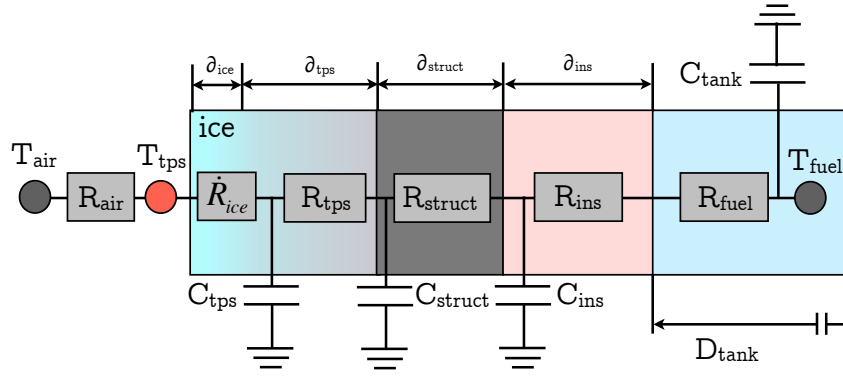 ∂ice
∂tps
∂struct
∂ins
Ctank
ice
Tair
Ttps
Tfuel
Rair
Ṙice
Rtps
Rstruct
Rins
Rfuel
Ctps
Cstruct
Cins
Dtank